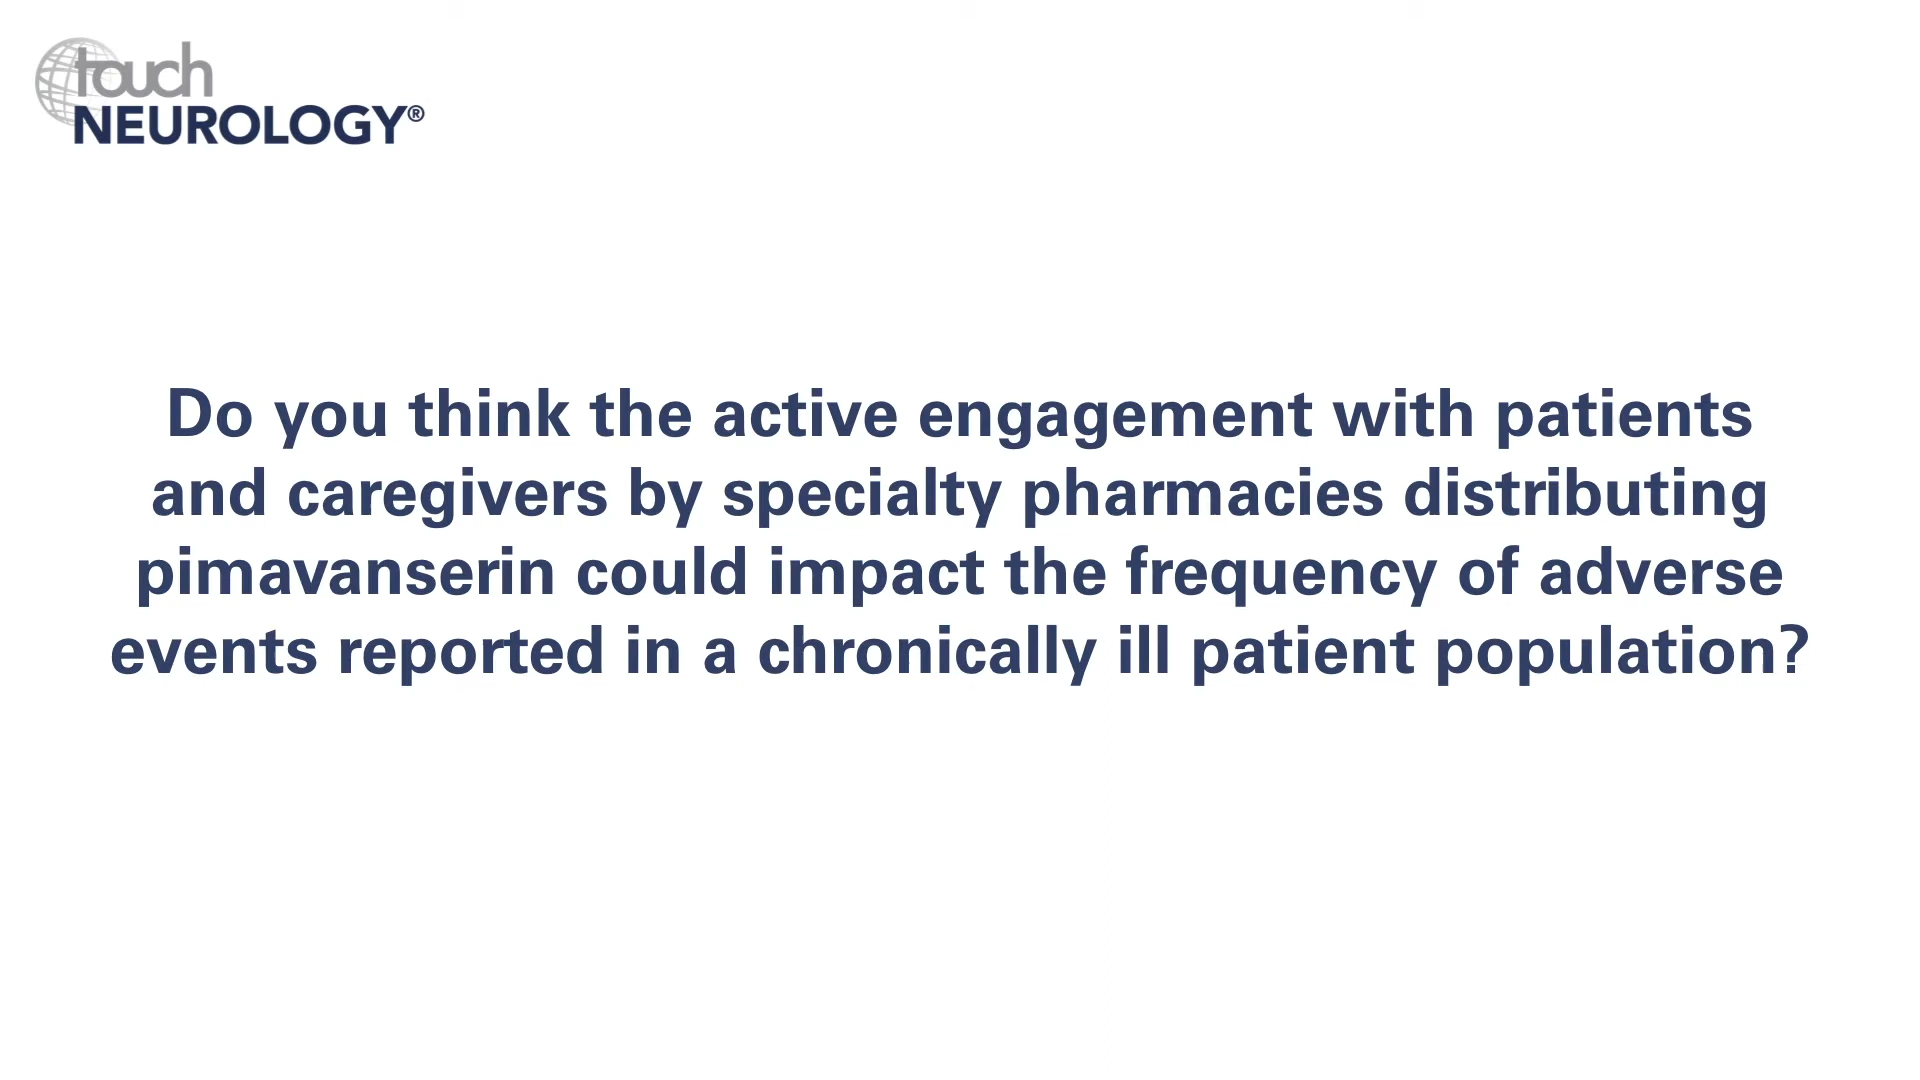 touch
NEUROLOGY®
Do you think the active engagement with patients
and caregivers by specialty pharmacies distributing
pimavanserin could impact the frequency of adverse
events reported in a chronically ill patient population?